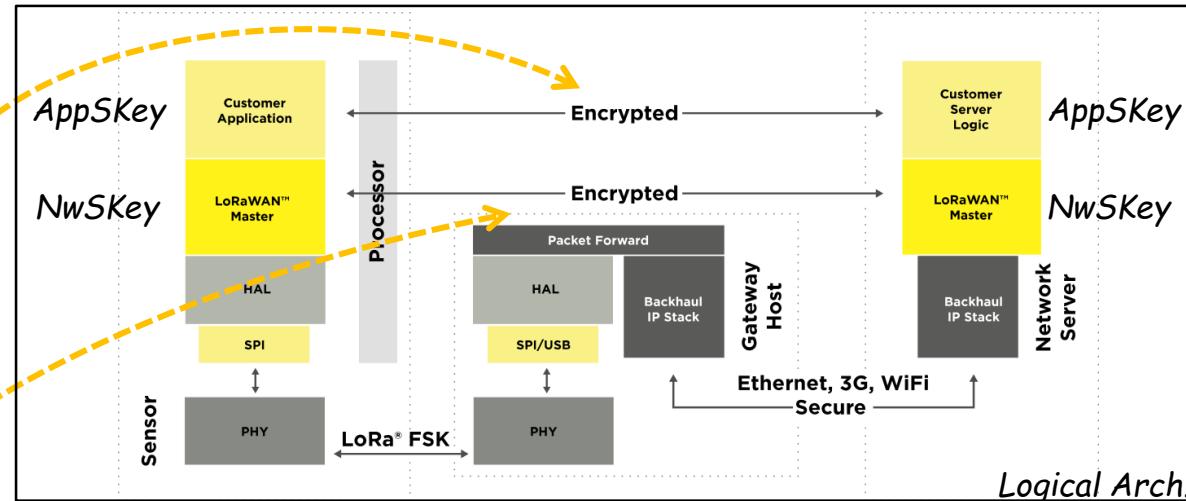 AppSKey
Customer
Application
Encrypted
Customer
Server
Logic
AppSKey
NwSKey
LoRaWAN™
Master
Processor
Encrypted
LoRaWAN™
Master
NwSKey
Packet Forward
HAL
HAL
Backhaul
IP Stack
Gateway
Host
Backhaul
IP Stack
Network
Server
SPI
SPI/USB
Ethernet, 3G, WiFi
Secure
Sensor
PHY
LoRa® FSK
PHY
Logical Arch.